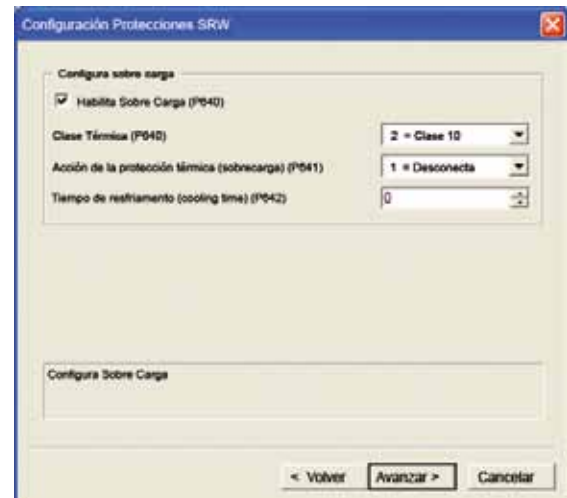 Configuración Protecciones SRW
Configura sobre carga
Habilita Sobre Carga (P640)
Clase Térmica (P640)
2 = Clase 10
Acción de la protección térmica (sobrecarga) (P641)
1 = Desconecta
Tiempo de resfriamento (cooling time) (P642)
0
Configura Sobre Carga
< Volver
Avanzar >
Cancelar